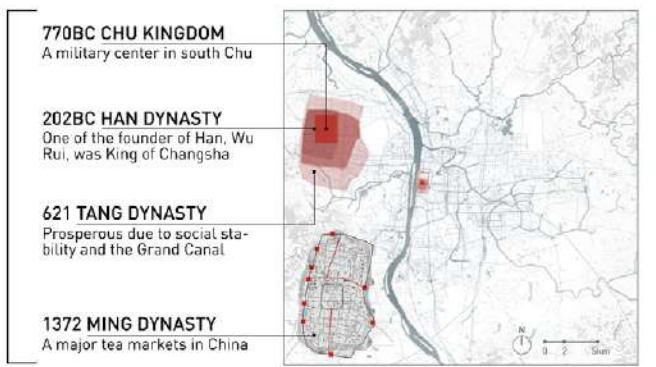 770BC CHU KINGDOM
A military center in south Chu
202BC HAN DYNASTY
One of the founder of Han, Wu
Rui, was King of Changsha
621 TANG DYNASTY
Prosperous due to social sta-
bility and the Grand Canal
1372 MING DYNASTY
A major tea markets in China
N
0 2 5km